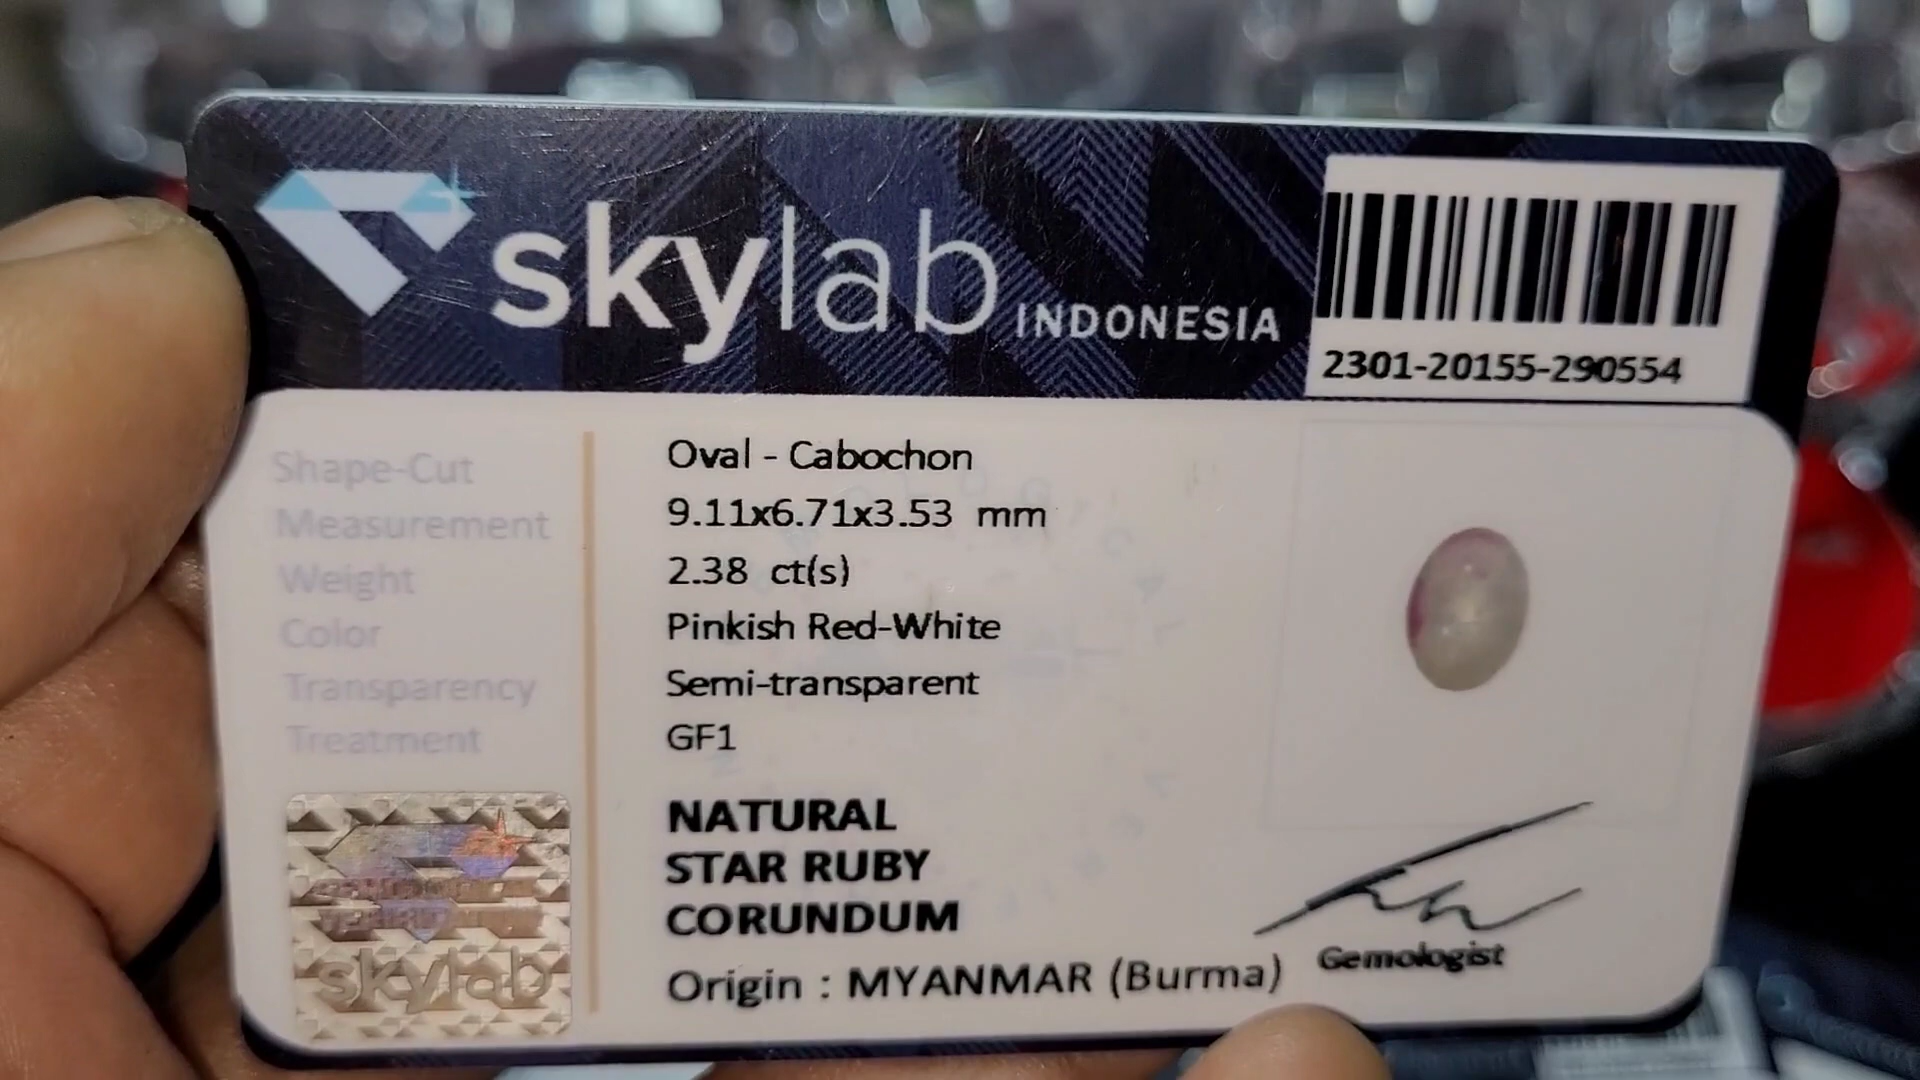 skylab INDONESIA
2301-20155-290554
Shape-Cut Oval - Cabochon
Measurement 9.11x6.71x3.53 mm
Weight 2.38 ct(s)
Color Pinkish Red-White
Transparency Semi-transparent
Treatment GF1
NATURAL
STAR RUBY
CORUNDUM
Origin : MYANMAR (Burma)
Gemologist
skylab